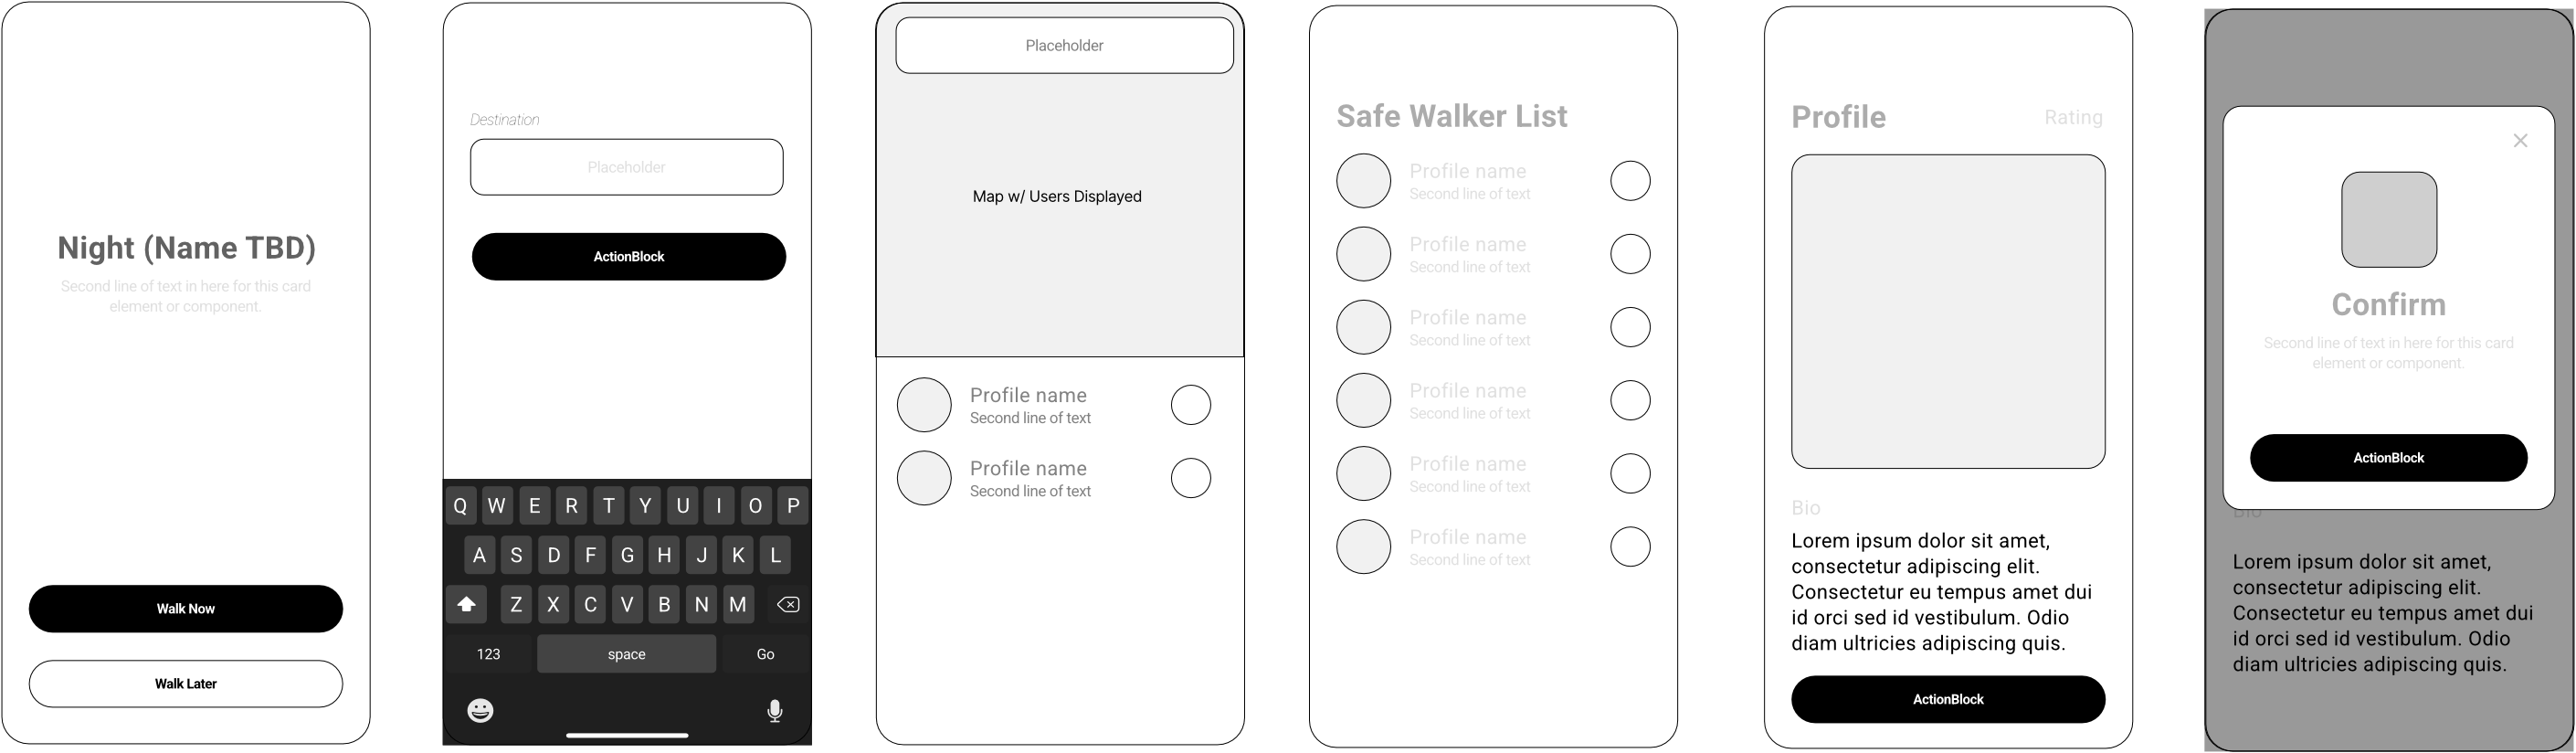 Night (Name TBD)
Second line of text in here for this card
element or component.
Walk Now
Walk Later
Destination
Placeholder
ActionBlock
Q W E R T Y U I O P
A S D F G H J K L
Z X C V B N M
123 space Go
Placeholder
Map w/ Users Displayed
Profile name
Second line of text
Profile name
Second line of text
Safe Walker List
Profile name
Second line of text
Profile name
Second line of text
Profile name
Second line of text
Profile name
Second line of text
Profile name
Second line of text
Profile name
Second line of text
Profile Rating
Bio
Lorem ipsum dolor sit amet,
consectetur adipiscing elit.
Consectetur eu tempus amet dui
id orci sed id vestibulum. Odio
diam ultricies adipiscing quis.
ActionBlock
Confirm
Second line of text in here for this card
element or component.
ActionBlock
Bio
Lorem ipsum dolor sit amet,
consectetur adipiscing elit.
Consectetur eu tempus amet dui
id orci sed id vestibulum. Odio
diam ultricies adipiscing quis.